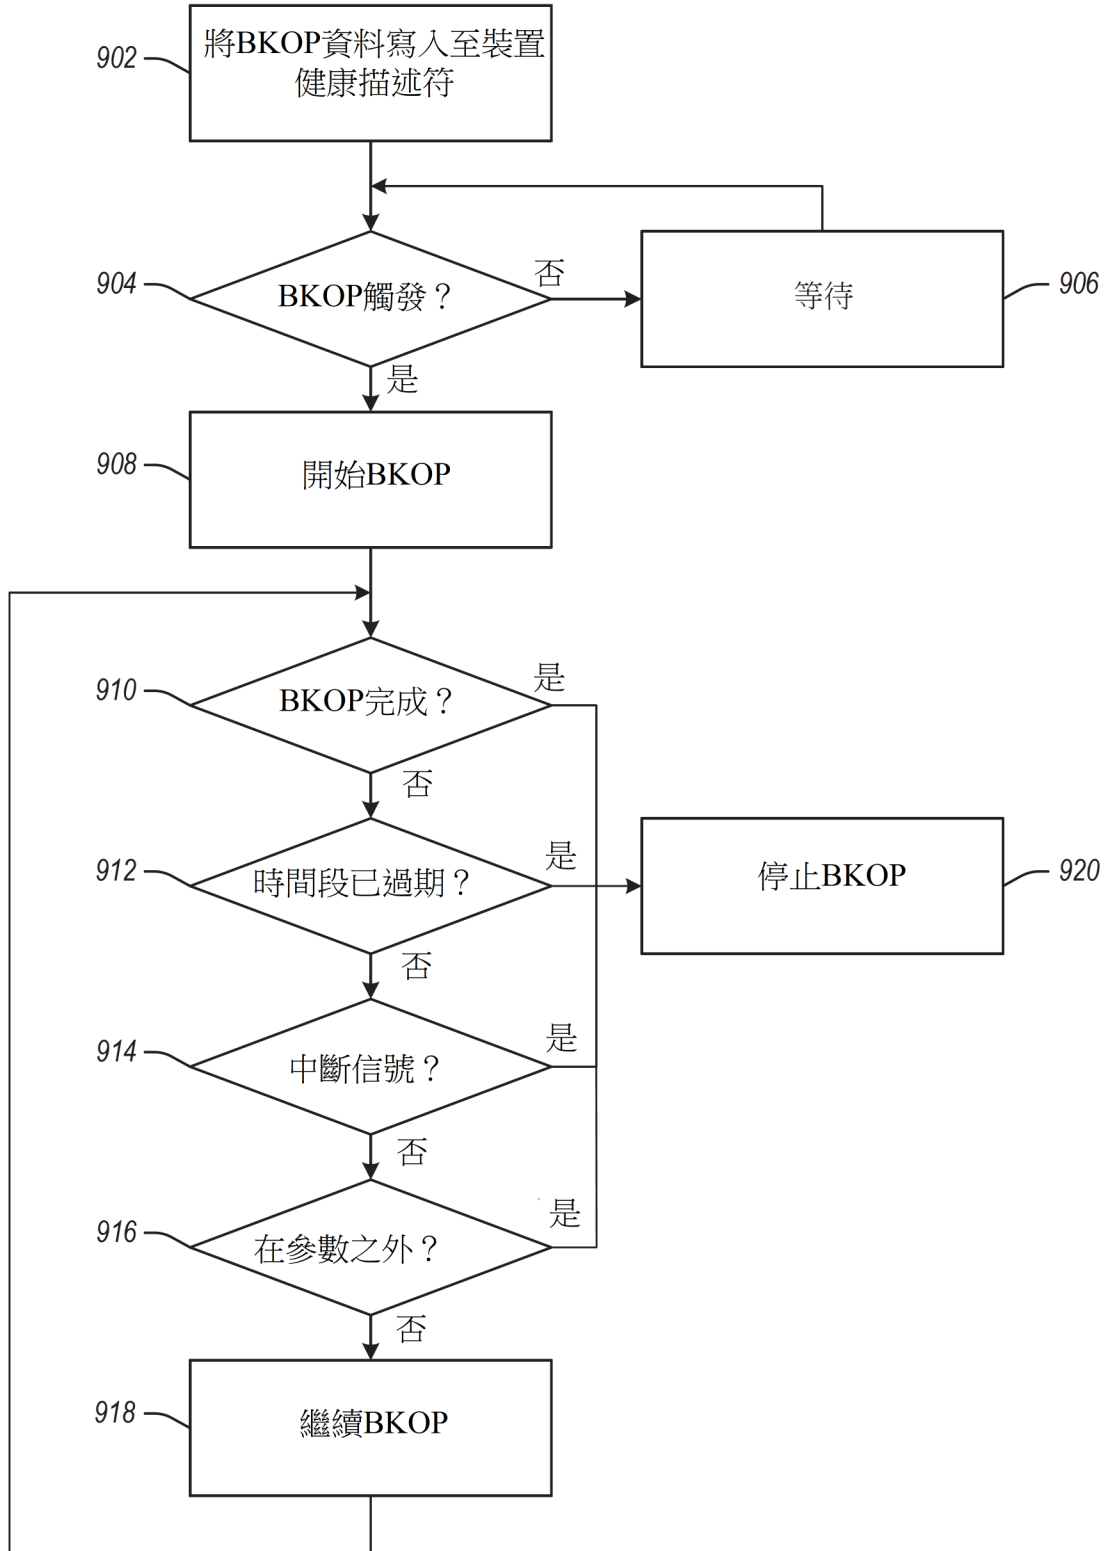 902
將BKOP資料寫入至裝置
健康描述符
904
BKOP觸發？
否
等待
906
是
908
開始BKOP
910
BKOP完成？
是
否
912
時間段已過期？
是
停止BKOP
920
否
914
中斷信號？
是
否
916
在參數之外？
是
否
918
繼續BKOP